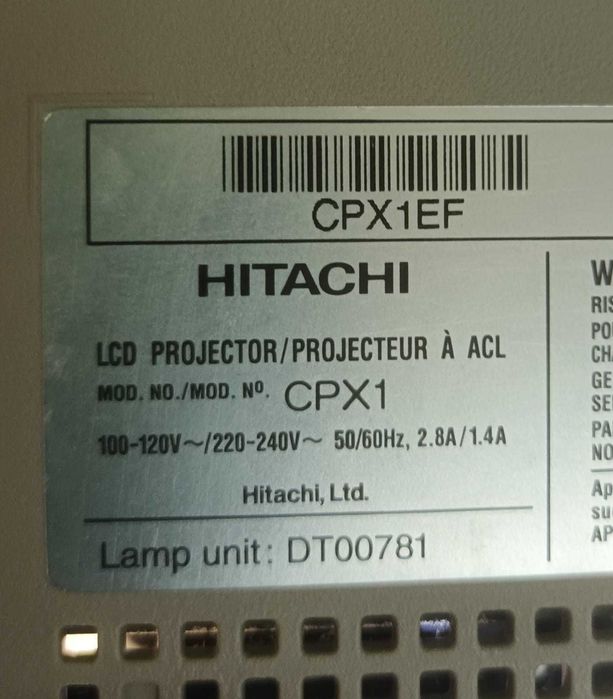 CPX1EF
HITACHI
LCD PROJECTOR/PROJECTEUR À ACL
MOD. NO./MOD. Nº. CPX1
100-120V～/220-240V～ 50/60Hz, 2.8A/1.4A
Hitachi, Ltd.
Lamp unit: DT00781